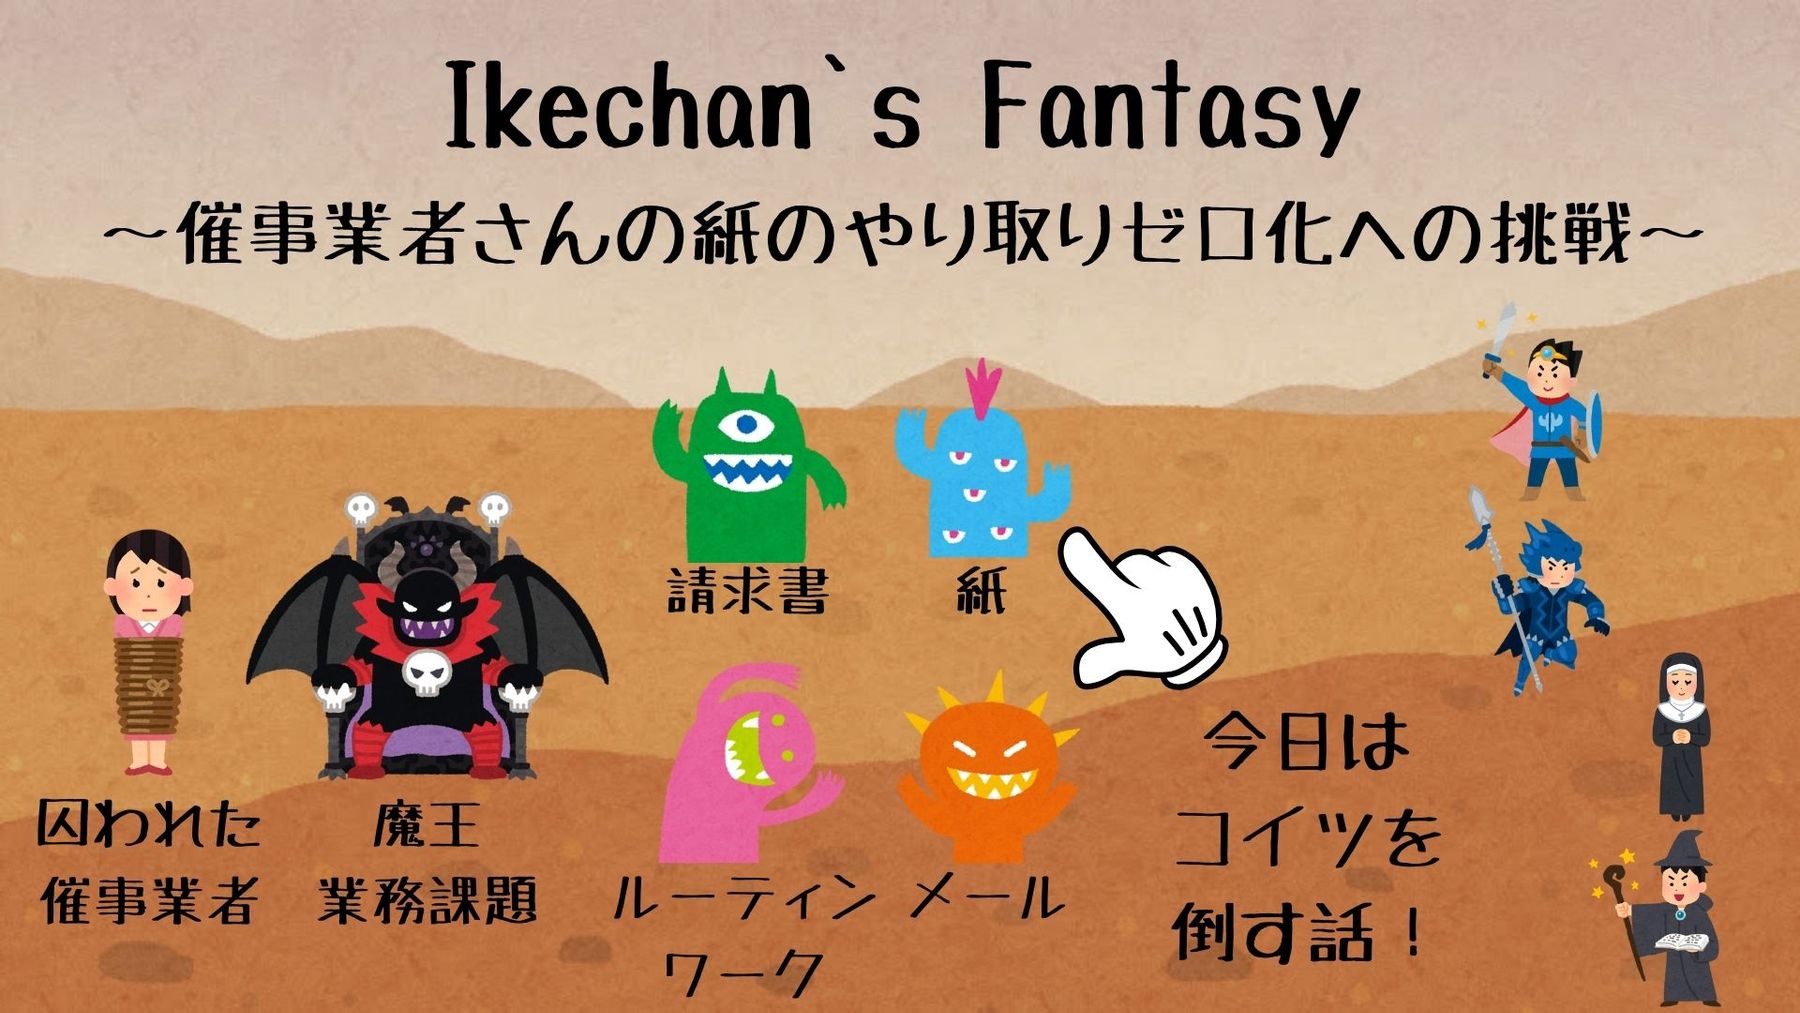 Ikechan`s Fantasy
～催事業者さんの紙のやり取りゼロ化への挑戦～
請求書
紙
囚われた
催事業者
魔王
業務課題
ルーティン
ワーク
メール
今日は
コイツを
倒す話！